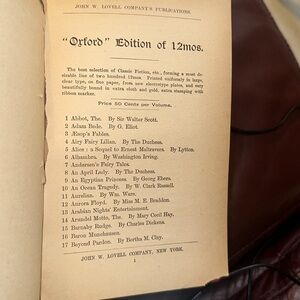 JOHN W. LOVELL COMPANY'S PUBLICATIONS.
"Oxford" Edition of 12mos.
The best selection of Classic Fiction, etc., forming a most de-
sirable line of two hundred 12mos. Printed uniformly in large,
clear type, on fine paper, from new electrotype plates, and very
beautifully bound in extra cloth and gold, extra stamping with
ribbon marker.
Price 50 Cents per Volume.
1 Abbot, The. By Sir Walter Scott.
2 Adam Bede. By G. Eliot.
3 Æsop's Fables.
4 Airy Fairy Lilian. By The Duchess.
5 Alice: a Sequel to Ernest Maltravers. By Lytton.
6 Alhambra. By Washington Irving.
7 Andersen's Fairy Tales.
8 An April Lady. By The Duchess.
9 An Egyptian Princess. By Georg Ebers.
10 An Ocean Tragedy. By W. Clark Russell.
11 Aurelian. By Wm. Ware.
12 Aurora Floyd. By Miss M. E. Braddon.
13 Arabian Nights' Entertainment.
14 Arundel Motto, The. By Mary Cecil Hay.
15 Barnaby Rudge. By Charles Dickens.
16 Baron Munchausen.
17 Beyond Pardon. By Bertha M. Clay.
JOHN W. LOVELL COMPANY, NEW YORK.
1